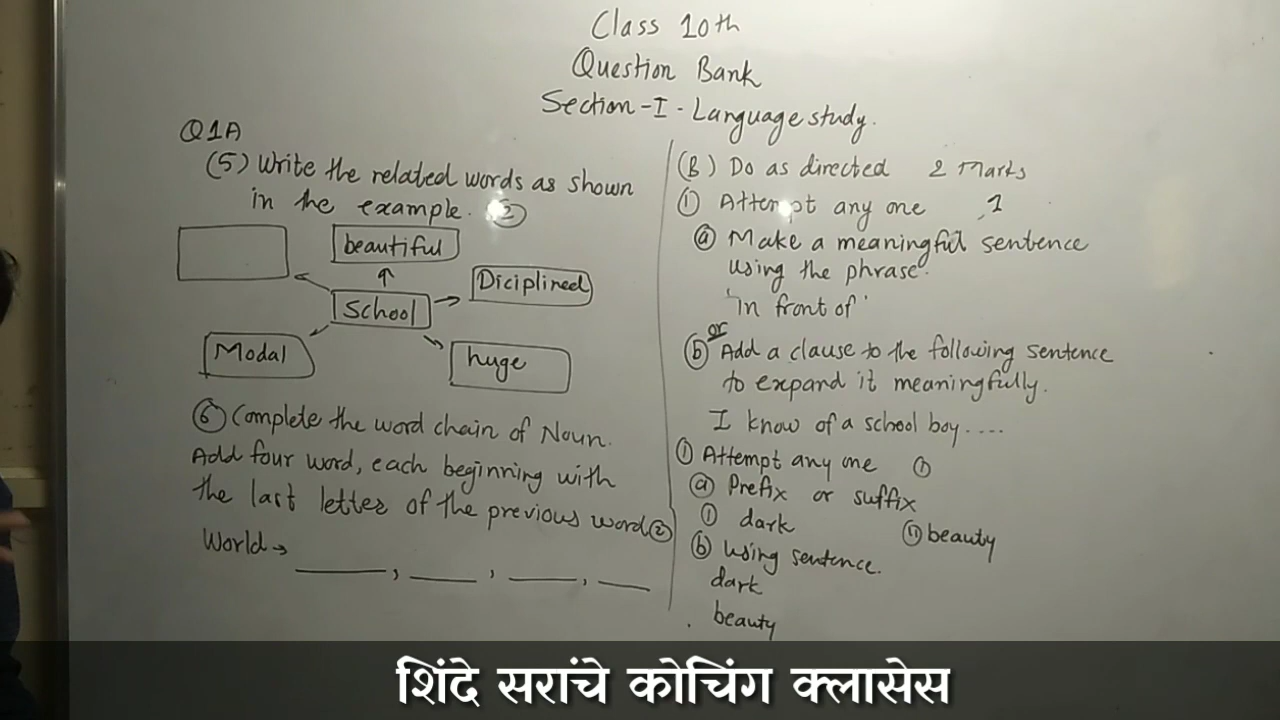 Class 10th
Question Bank
Section-I - Language study.
Q1A
(5) Write the related words as shown
in the example. (2)
beautiful
Diciplined
School
Modal
huge
(6) Complete the word chain of Noun.
Add four word, each beginning with
the last letter of the previous word (2)
World→ ____, ____, ____, ____
(B) Do as directed 2 Marks
(1) Attempt any one 1
(a) Make a meaningful sentence
using the phrase.
'in front of'
or
(b) Add a clause to the following sentence
to expand it meaningfully.
I know of a school boy....
(1) Attempt any one (1)
(a) Prefix or suffix
(1) dark (11) beauty
(b) using sentence.
dark
beauty
शिंदे सरांचे कोचिंग क्लासेस